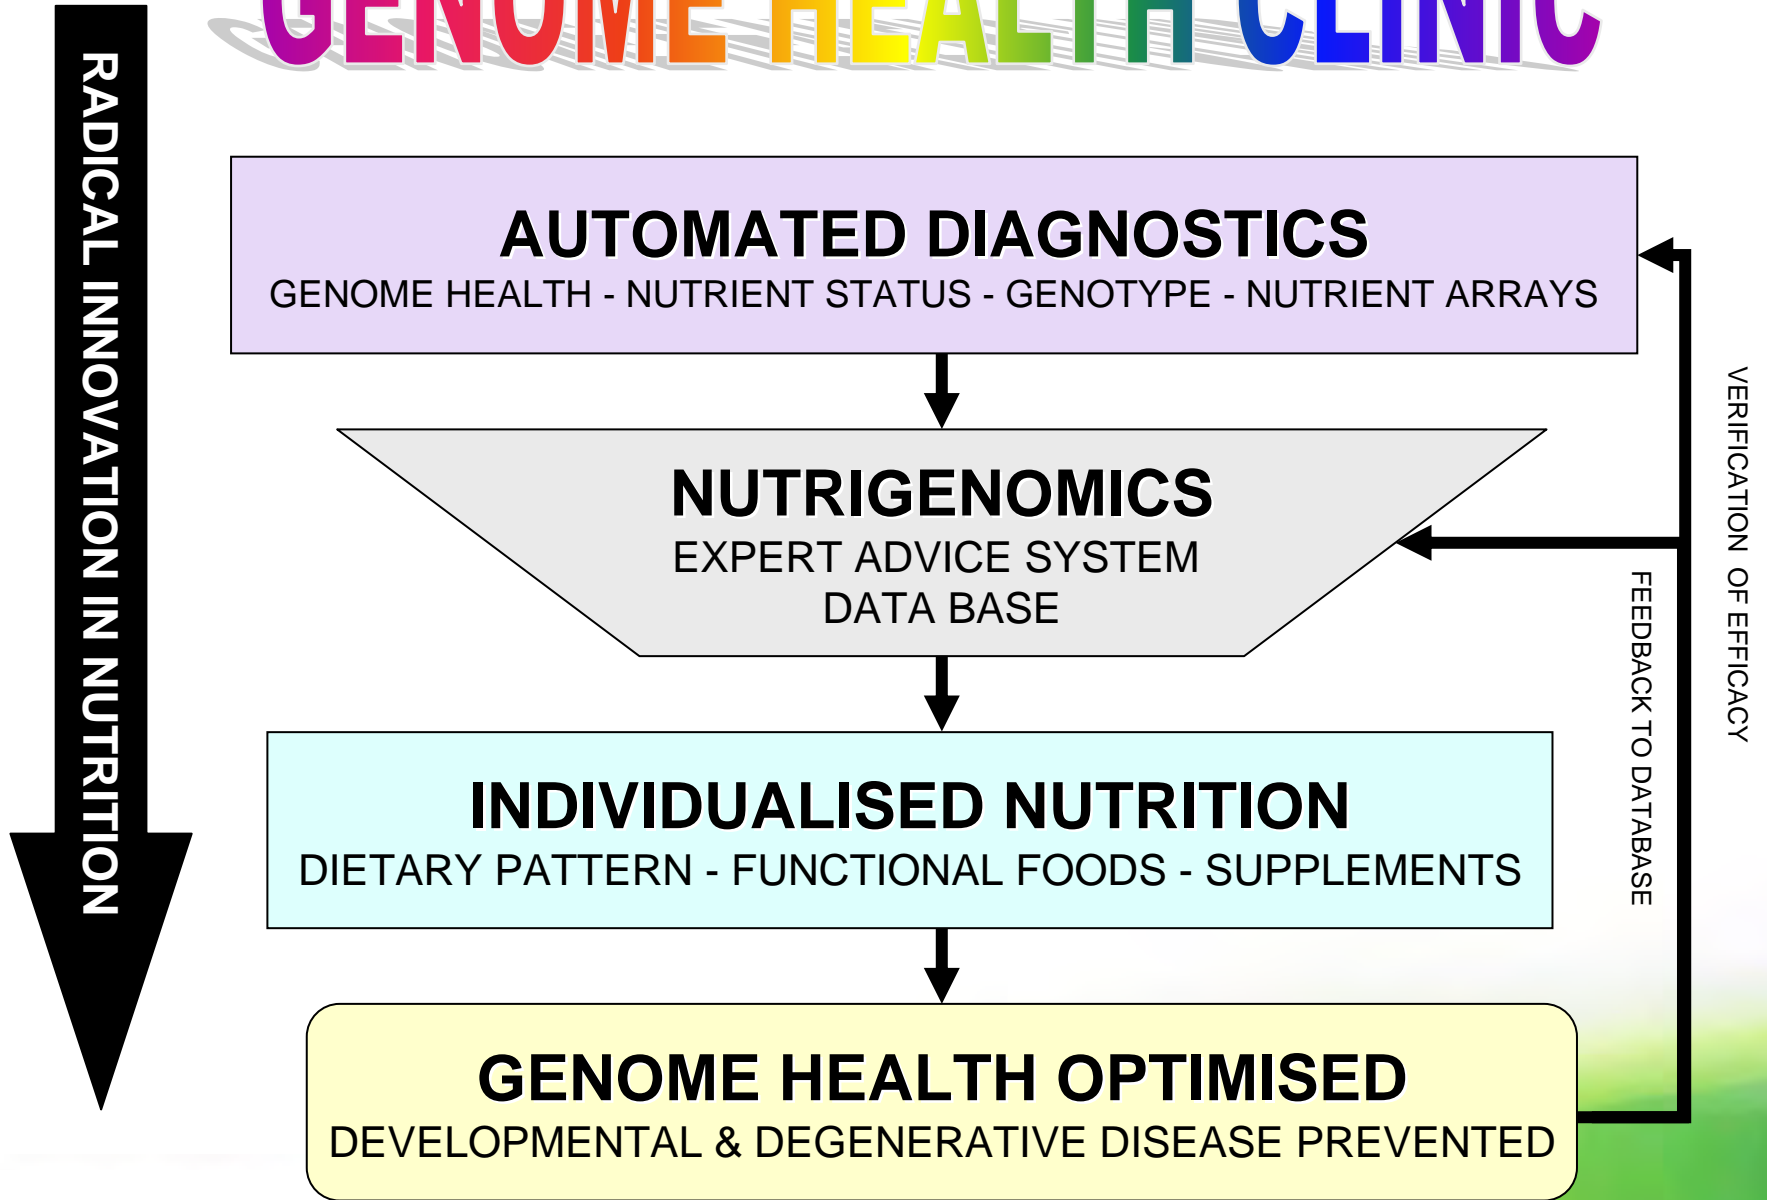 GENOME HEALTH CLINIC
RADICAL INNOVATION IN NUTRITION
AUTOMATED DIAGNOSTICS
GENOME HEALTH - NUTRIENT STATUS - GENOTYPE - NUTRIENT ARRAYS
NUTRIGENOMICS
EXPERT ADVICE SYSTEM
DATA BASE
VERIFICATION OF EFFICACY
FEEDBACK TO DATABASE
INDIVIDUALISED NUTRITION
DIETARY PATTERN - FUNCTIONAL FOODS - SUPPLEMENTS
GENOME HEALTH OPTIMISED
DEVELOPMENTAL & DEGENERATIVE DISEASE PREVENTED